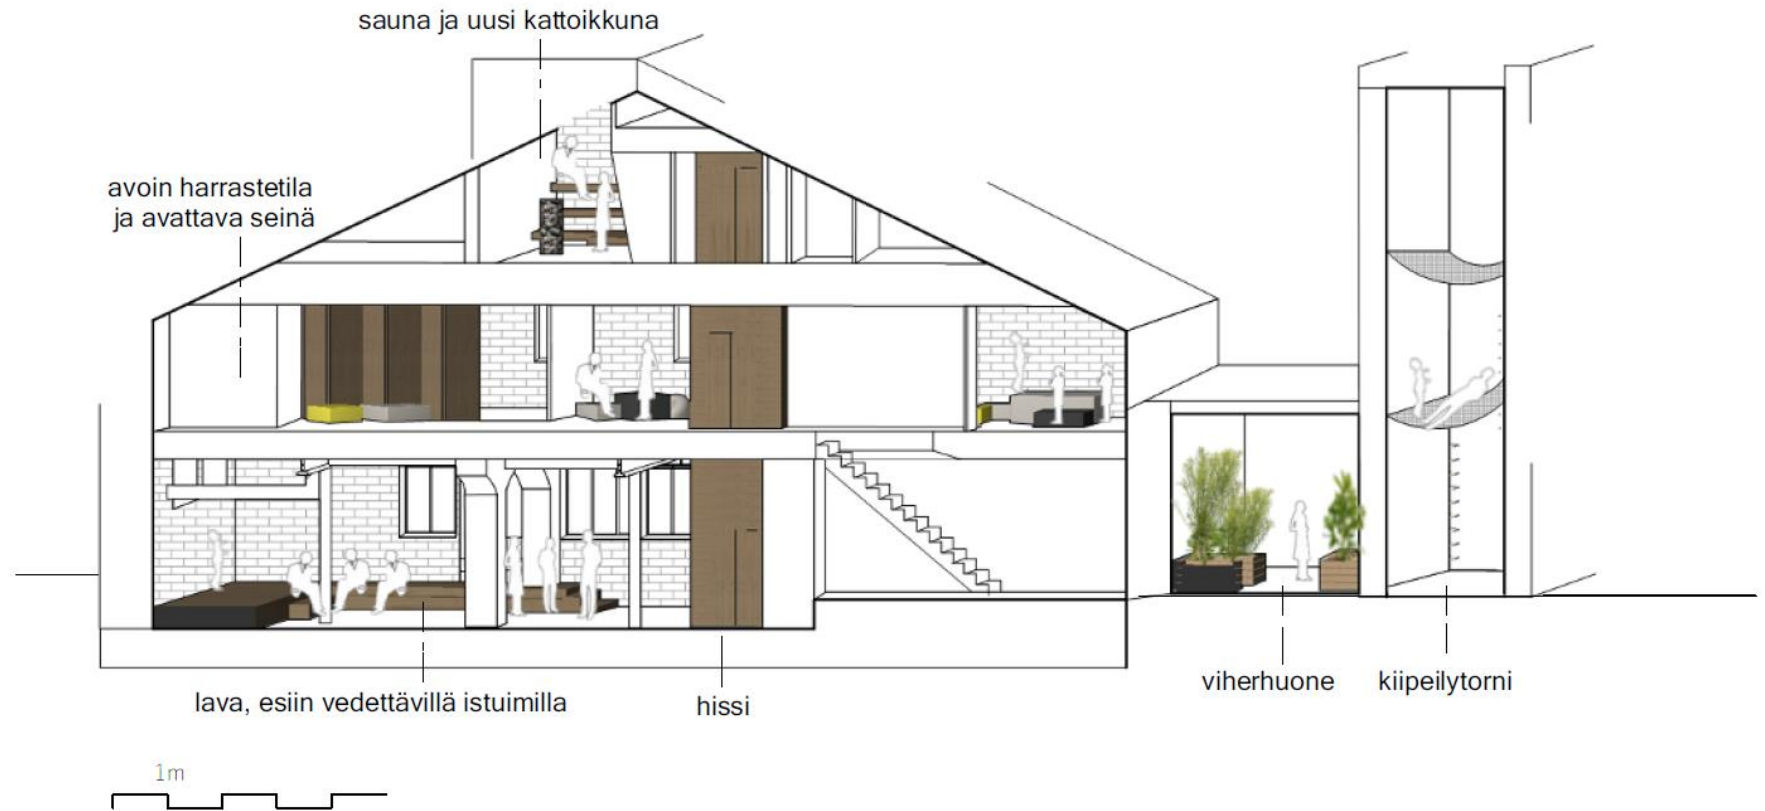 sauna ja uusi kattoikkuna
avoin harrastetila
ja avattava seinä
lava, esiin vedettävillä istuimilla
hissi
viherhuone
kiipeilytorni
1m